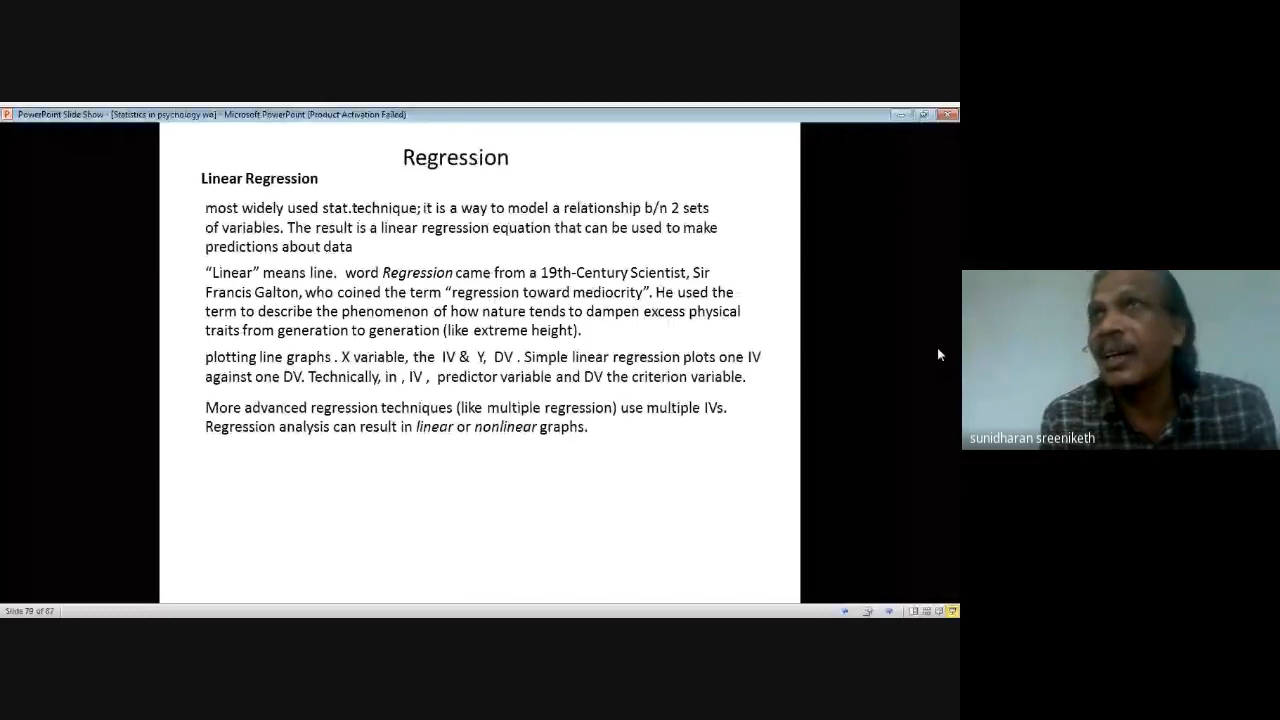 PowerPoint Slide Show - [Statistics in psychology wo] - Microsoft PowerPoint (Product Activation Failed)
Regression
Linear Regression
most widely used stat.technique; it is a way to model a relationship b/n 2 sets
of variables. The result is a linear regression equation that can be used to make
predictions about data
“Linear” means line. word Regression came from a 19th-Century Scientist, Sir
Francis Galton, who coined the term “regression toward mediocrity”. He used the
term to describe the phenomenon of how nature tends to dampen excess physical
traits from generation to generation (like extreme height).
plotting line graphs . X variable, the IV & Y, DV . Simple linear regression plots one IV
against one DV. Technically, in , IV , predictor variable and DV the criterion variable.
More advanced regression techniques (like multiple regression) use multiple IVs.
Regression analysis can result in linear or nonlinear graphs.
sunidharan sreeniketh
Slide 79 of 87